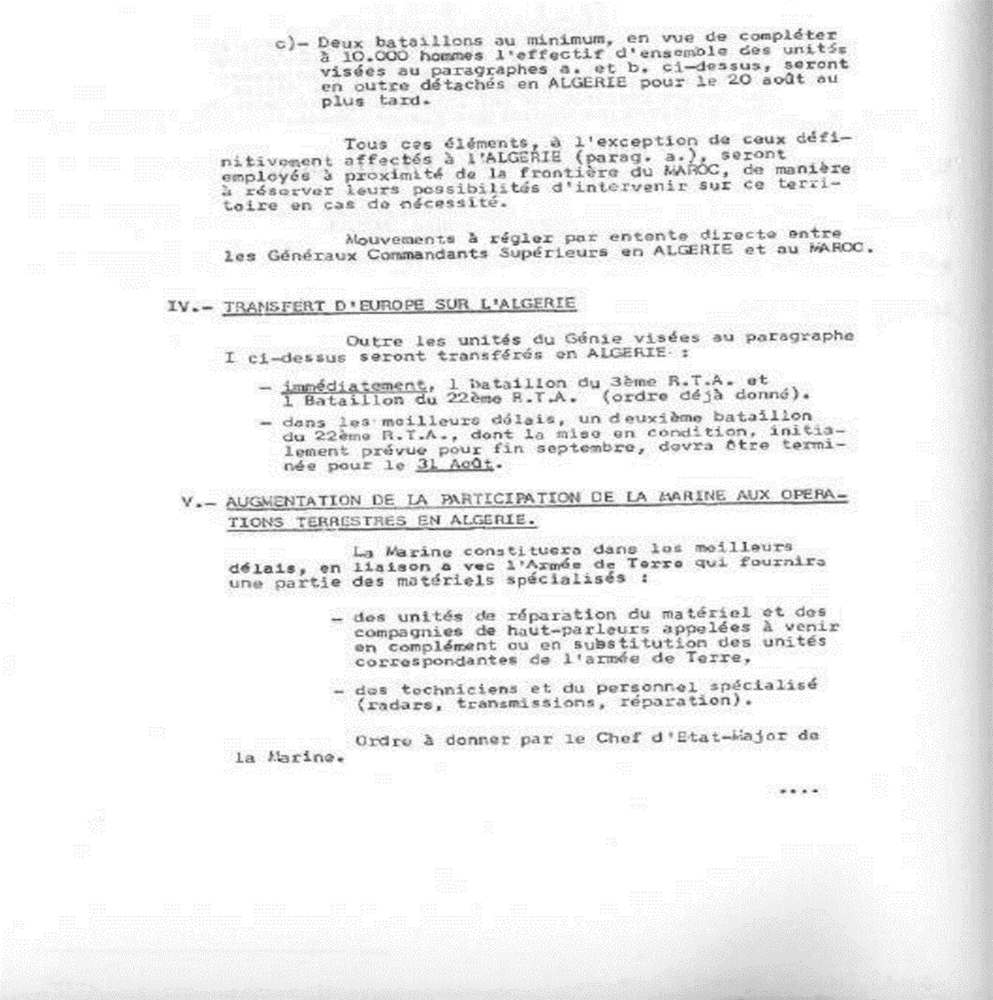 c)- Deux bataillons au minimum, en vue de compléter
à 10.000 hommes l'effectif d'ensemble des unités
visées au paragraphes a. et b. ci-dessus, seront
en outre détachés en ALGERIE pour le 20 août au
plus tard.
Tous ces éléments, à l'exception de ceux défi-
nitivement affectés à l'ALGERIE (parag. a.), seront
employés à proximité de la frontière du MAROC, de manière
à réserver leurs possibilités d'intervenir sur ce terri-
toire en cas de nécessité.
Mouvements à régler par entente directe entre
les Généraux Commandants Supérieurs en ALGERIE et au MAROC.
IV.- TRANSFERT D'EUROPE SUR L'ALGERIE
Outre les unités du Génie visées au paragraphe
I ci-dessus seront transférés en ALGERIE :
- immédiatement, 1 bataillon du 3ème R.T.A. et
1 Bataillon du 22ème R.T.A. (ordre déjà donné).
- dans les meilleurs délais, un deuxième bataillon
du 22ème R.T.A., dont la mise en condition, initia-
lement prévue pour fin septembre, devra être termi-
née pour le 31 Août.
V.- AUGMENTATION DE LA PARTICIPATION DE LA MARINE AUX OPERA-
TIONS TERRESTRES EN ALGERIE.
La Marine constituera dans les meilleurs
délais, en liaison a vec l'Armée de Terre qui fournira
une partie des matériels spécialisés :
- des unités de réparation du matériel et des
compagnies de haut-parleurs appelées à venir
en complément ou en substitution des unités
correspondantes de l'armée de Terre,
- des techniciens et du personnel spécialisé
(radars, transmissions, réparation).
Ordre à donner par le Chef d'Etat-Major de
la Marine.
....